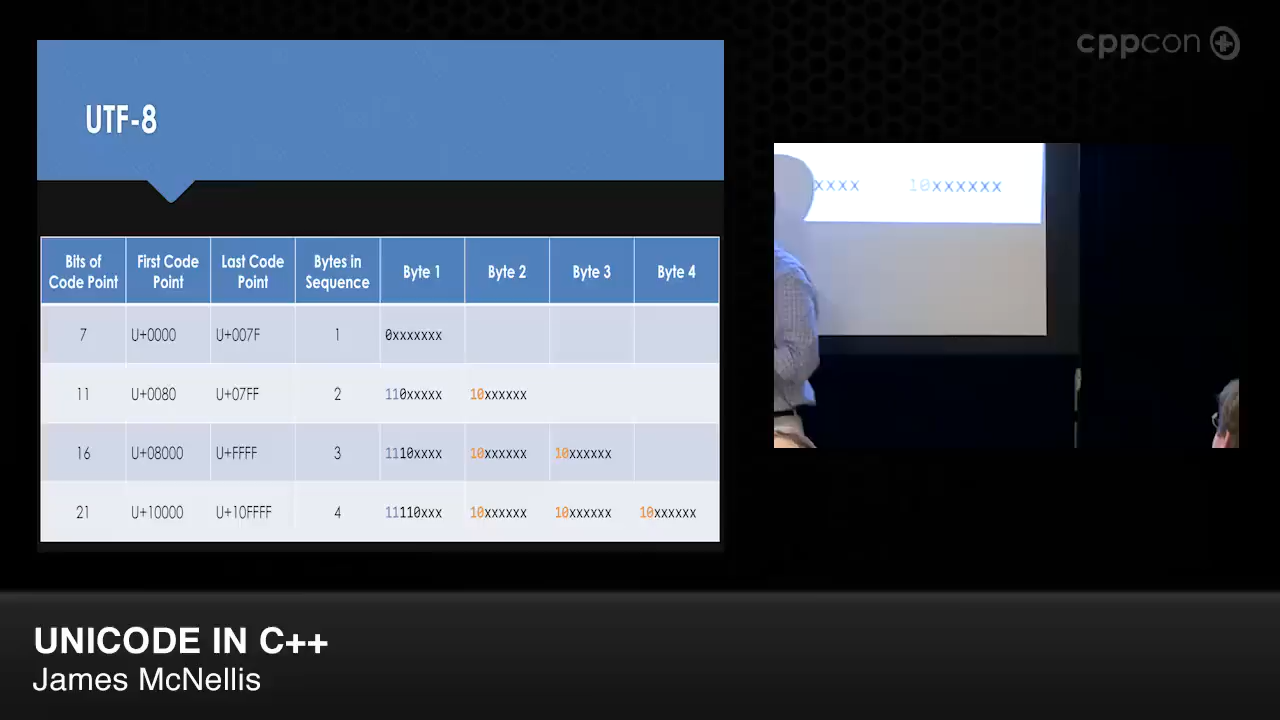 cppcon
UTF-8
Bits of Code Point First Code Point Last Code Point Bytes in Sequence Byte 1 Byte 2 Byte 3 Byte 4
7 U+0000 U+007F 1 0xxxxxxx
11 U+0080 U+07FF 2 110xxxxx 10xxxxxx
16 U+08000 U+FFFF 3 1110xxxx 10xxxxxx 10xxxxxx
21 U+10000 U+10FFFF 4 11110xxx 10xxxxxx 10xxxxxx 10xxxxxx
xxxx 10xxxxxx
UNICODE IN C++
James McNellis